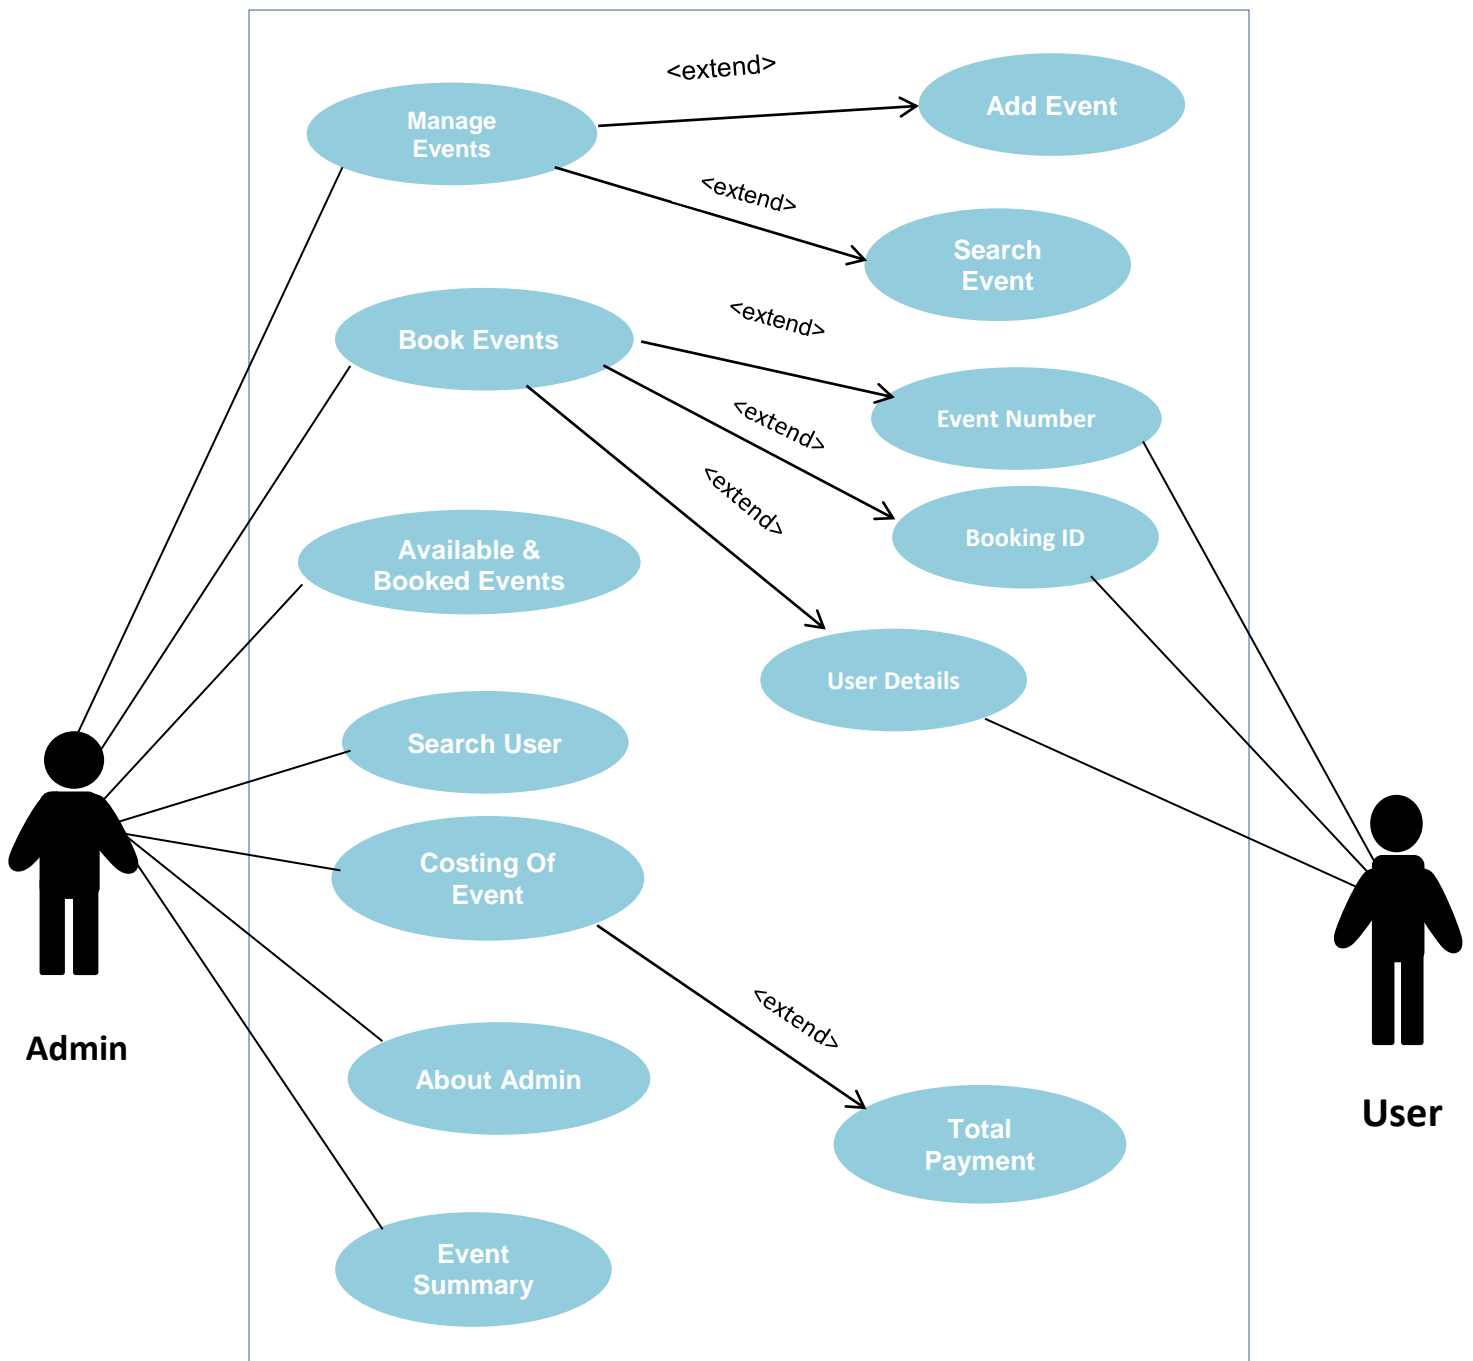 <extend>
Manage
Events
Add Event
<extend>
Search
Event
<extend>
Book Events
<extend>
Event Number
<extend>
Booking ID
Available &
Booked Events
User Details
Search User
Costing Of
Event
<extend>
Admin
About Admin
User
Total
Payment
Event
Summary